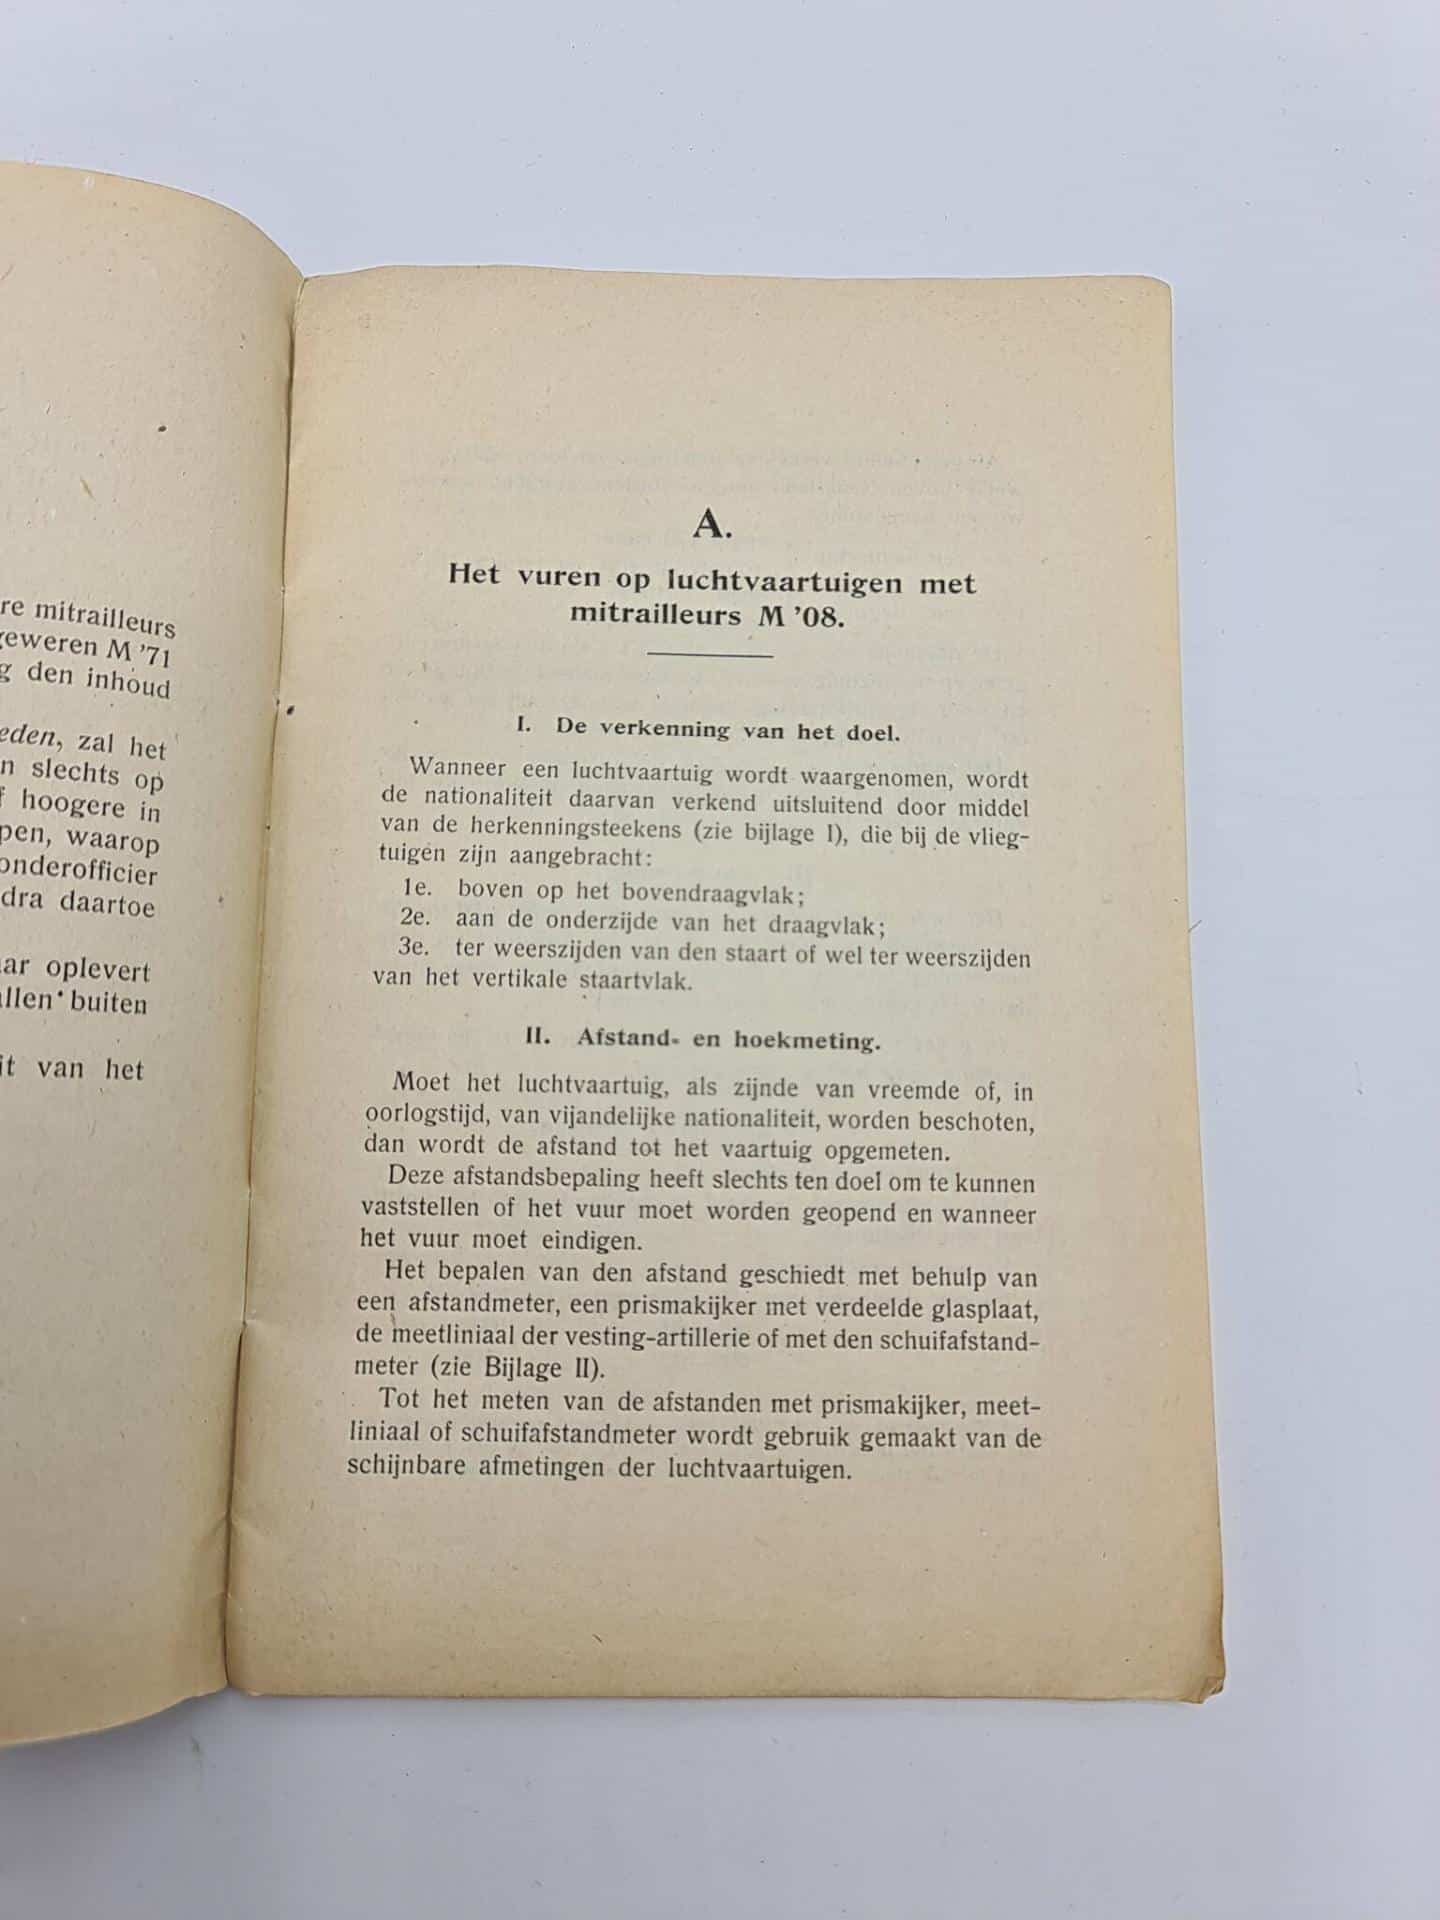 re mitrailleurs
geweren M '71
g den inhoud
eden, zal het
n slechts op
f hoogere in
pen, waarop
onderofficier
dra daartoe
ar oplevert
allen buiten
it van het
A.
Het vuren op luchtvaartuigen met
mitrailleurs M '08.
I. De verkenning van het doel.
Wanneer een luchtvaartuig wordt waargenomen, wordt
de nationaliteit daarvan verkend uitsluitend door middel
van de herkenningsteekens (zie bijlage I), die bij de vlieg-
tuigen zijn aangebracht:
1e. boven op het bovendraagvlak;
2e. aan de onderzijde van het draagvlak;
3e. ter weerszijden van den staart of wel ter weerszijden
van het vertikale staartvlak.
II. Afstand- en hoekmeting.
Moet het luchtvaartuig, als zijnde van vreemde of, in
oorlogstijd, van vijandelijke nationaliteit, worden beschoten,
dan wordt de afstand tot het vaartuig opgemeten.
Deze afstandsbepaling heeft slechts ten doel om te kunnen
vaststellen of het vuur moet worden geopend en wanneer
het vuur moet eindigen.
Het bepalen van den afstand geschiedt met behulp van
een afstandmeter, een prismakijker met verdeelde glasplaat,
de meetliniaal der vesting-artillerie of met den schuifafstand-
meter (zie Bijlage II).
Tot het meten van de afstanden met prismakijker, meet-
liniaal of schuifafstandmeter wordt gebruik gemaakt van de
schijnbare afmetingen der luchtvaartuigen.